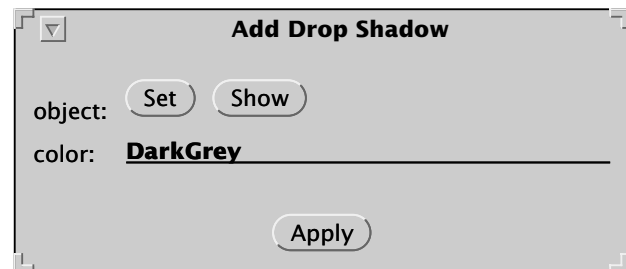 Add Drop Shadow
object: Set Show
color: DarkGrey
Apply